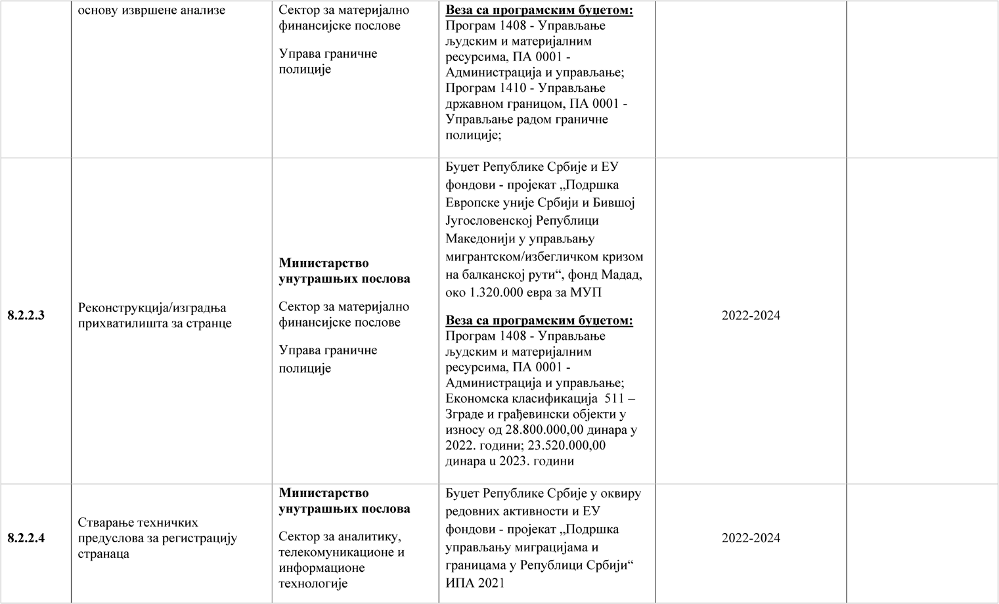 основу извршене анализе
Сектор за материјално
финансијске послове
Управа граничне
полиције
Веза са програмским буџетом:
Програм 1408 - Управљање
људским и материјалним
ресурсима, ПА 0001 -
Администрација и управљање;
Програм 1410 - Управљање
државном границом, ПА 0001 -
Управљање радом граничне
полиције;
8.2.2.3
Реконструкција/изградња
прихватилишта за странце
Министарство
унутрашњих послова
Сектор за материјално
финансијске послове
Управа граничне
полиције
Буџет Републике Србије и ЕУ
фондови - пројекат „Подршка
Европске уније Србији и Бившој
Југословенској Републици
Македонији у управљању
мигрантском/избегличком кризом
на балканској рути“, фонд Мадад,
око 1.320.000 евра за МУП
Веза са програмским буџетом:
Програм 1408 - Управљање
људским и материјалним
ресурсима, ПА 0001 -
Администрација и управљање;
Економска класификација  511 –
Зграде и грађевински објекти у
износу од 28.800.000,00 динара у
2022. години; 23.520.000,00
динара u 2023. години
2022-2024
8.2.2.4
Стварање техничких
предуслова за регистрацију
странаца
Министарство
унутрашњих послова
Сектор за аналитику,
телекомуникационе и
информационе
технологије
Буџет Републике Србије у оквиру
редовних активности и ЕУ
фондови - пројекат „Подршка
управљању миграцијама и
границама у Републици Србији“
ИПА 2021
2022-2024